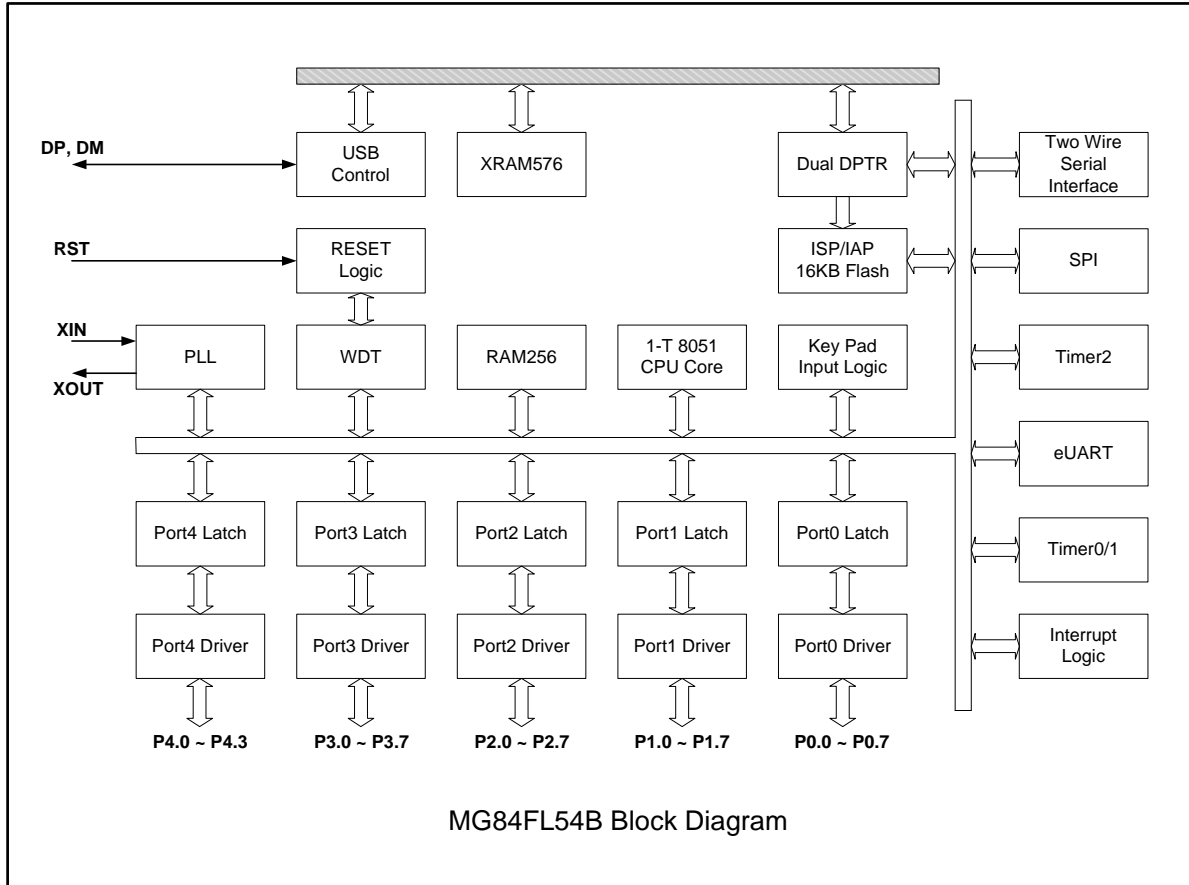 DP, DM
USB
Control
XRAM576
Dual DPTR
Two Wire
Serial
Interface
RST
RESET
Logic
ISP/IAP
16KB Flash
SPI
XIN
XOUT
PLL
WDT
RAM256
1-T 8051
CPU Core
Key Pad
Input Logic
Timer2
eUART
Port4 Latch
Port3 Latch
Port2 Latch
Port1 Latch
Port0 Latch
Timer0/1
Port4 Driver
Port3 Driver
Port2 Driver
Port1 Driver
Port0 Driver
Interrupt
Logic
P4.0 ~ P4.3
P3.0 ~ P3.7
P2.0 ~ P2.7
P1.0 ~ P1.7
P0.0 ~ P0.7
MG84FL54B Block Diagram